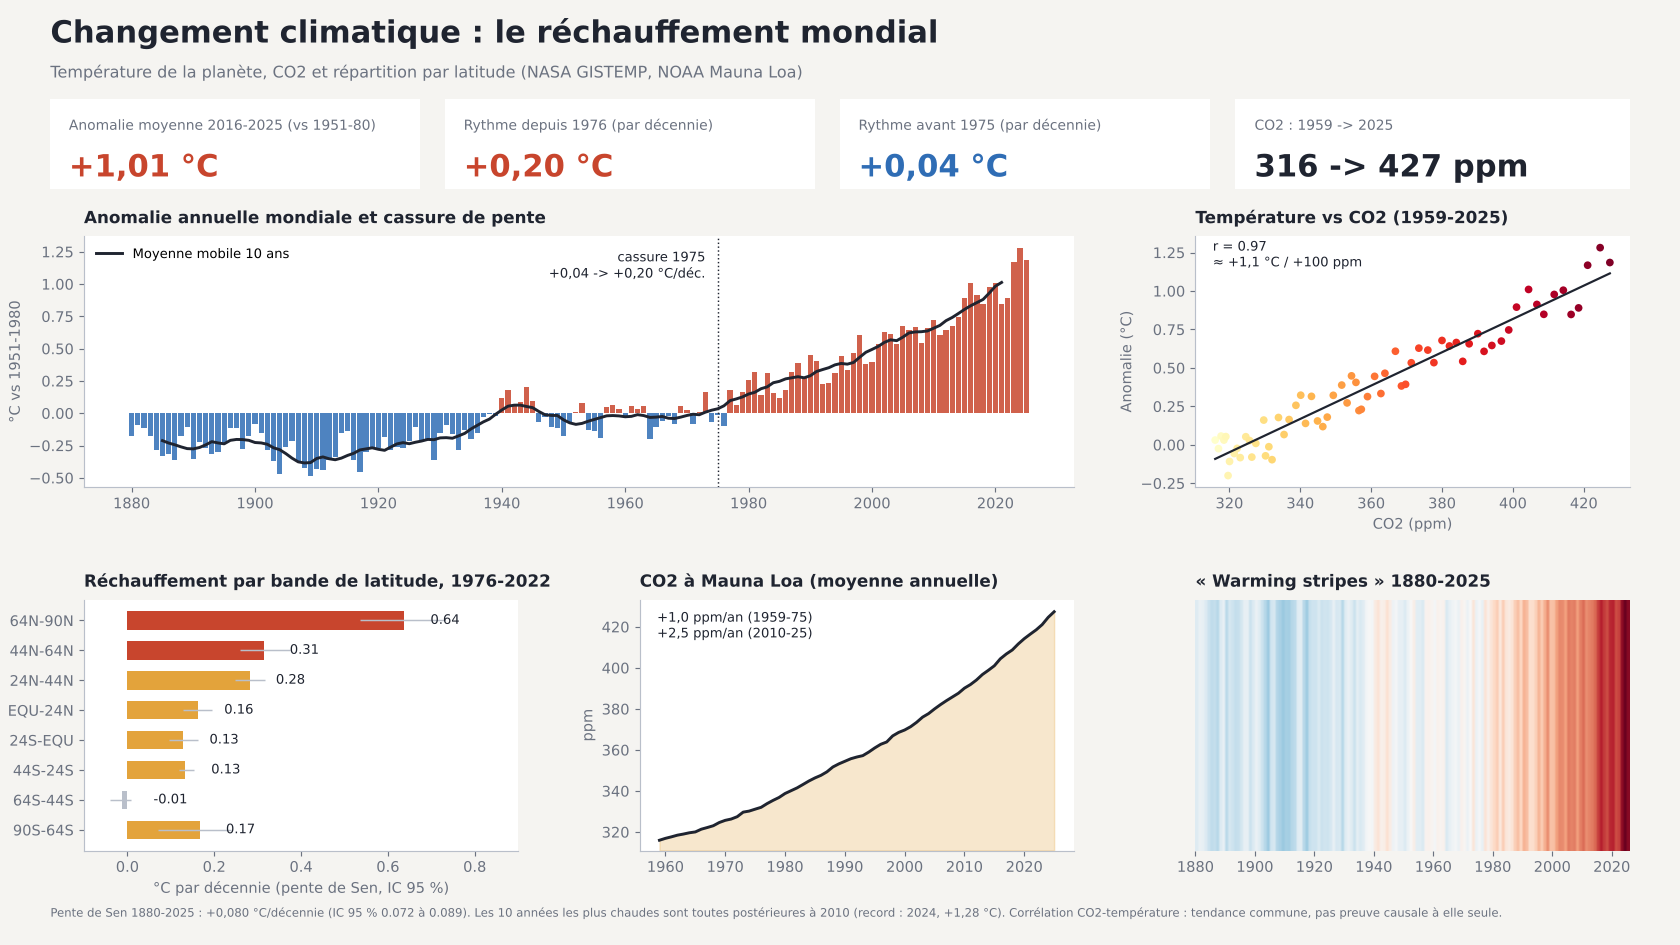 Changement climatique : le réchauffement mondial
Température de la planète, CO2 et répartition par latitude (NASA GISTEMP, NOAA Mauna Loa)
Anomalie moyenne 2016-2025 (vs 1951-80)
+1,01 °C
Rythme depuis 1976 (par décennie)
+0,20 °C
Rythme avant 1975 (par décennie)
+0,04 °C
CO2 : 1959 -> 2025
316 -> 427 ppm
Anomalie annuelle mondiale et cassure de pente
Moyenne mobile 10 ans
cassure 1975
+0,04 -> +0,20 °C/déc.
°C vs 1951-1980
1.25
1.00
0.75
0.50
0.25
0.00
−0.25
−0.50
1880 1900 1920 1940 1960 1980 2000 2020
Température vs CO2 (1959-2025)
r = 0.97
≈ +1,1 °C / +100 ppm
Anomalie (°C)
1.25
1.00
0.75
0.50
0.25
0.00
−0.25
320 340 360 380 400 420
CO2 (ppm)
Réchauffement par bande de latitude, 1976-2022
64N-90N 0.64
44N-64N 0.31
24N-44N 0.28
EQU-24N 0.16
24S-EQU 0.13
44S-24S 0.13
64S-44S -0.01
90S-64S 0.17
0.0 0.2 0.4 0.6 0.8
°C par décennie (pente de Sen, IC 95 %)
CO2 à Mauna Loa (moyenne annuelle)
+1,0 ppm/an (1959-75)
+2,5 ppm/an (2010-25)
ppm
420
400
380
360
340
320
1960 1970 1980 1990 2000 2010 2020
« Warming stripes » 1880-2025
1880 1900 1920 1940 1960 1980 2000 2020
Pente de Sen 1880-2025 : +0,080 °C/décennie (IC 95 % 0.072 à 0.089). Les 10 années les plus chaudes sont toutes postérieures à 2010 (record : 2024, +1,28 °C). Corrélation CO2-température : tendance commune, pas preuve causale à elle seule.